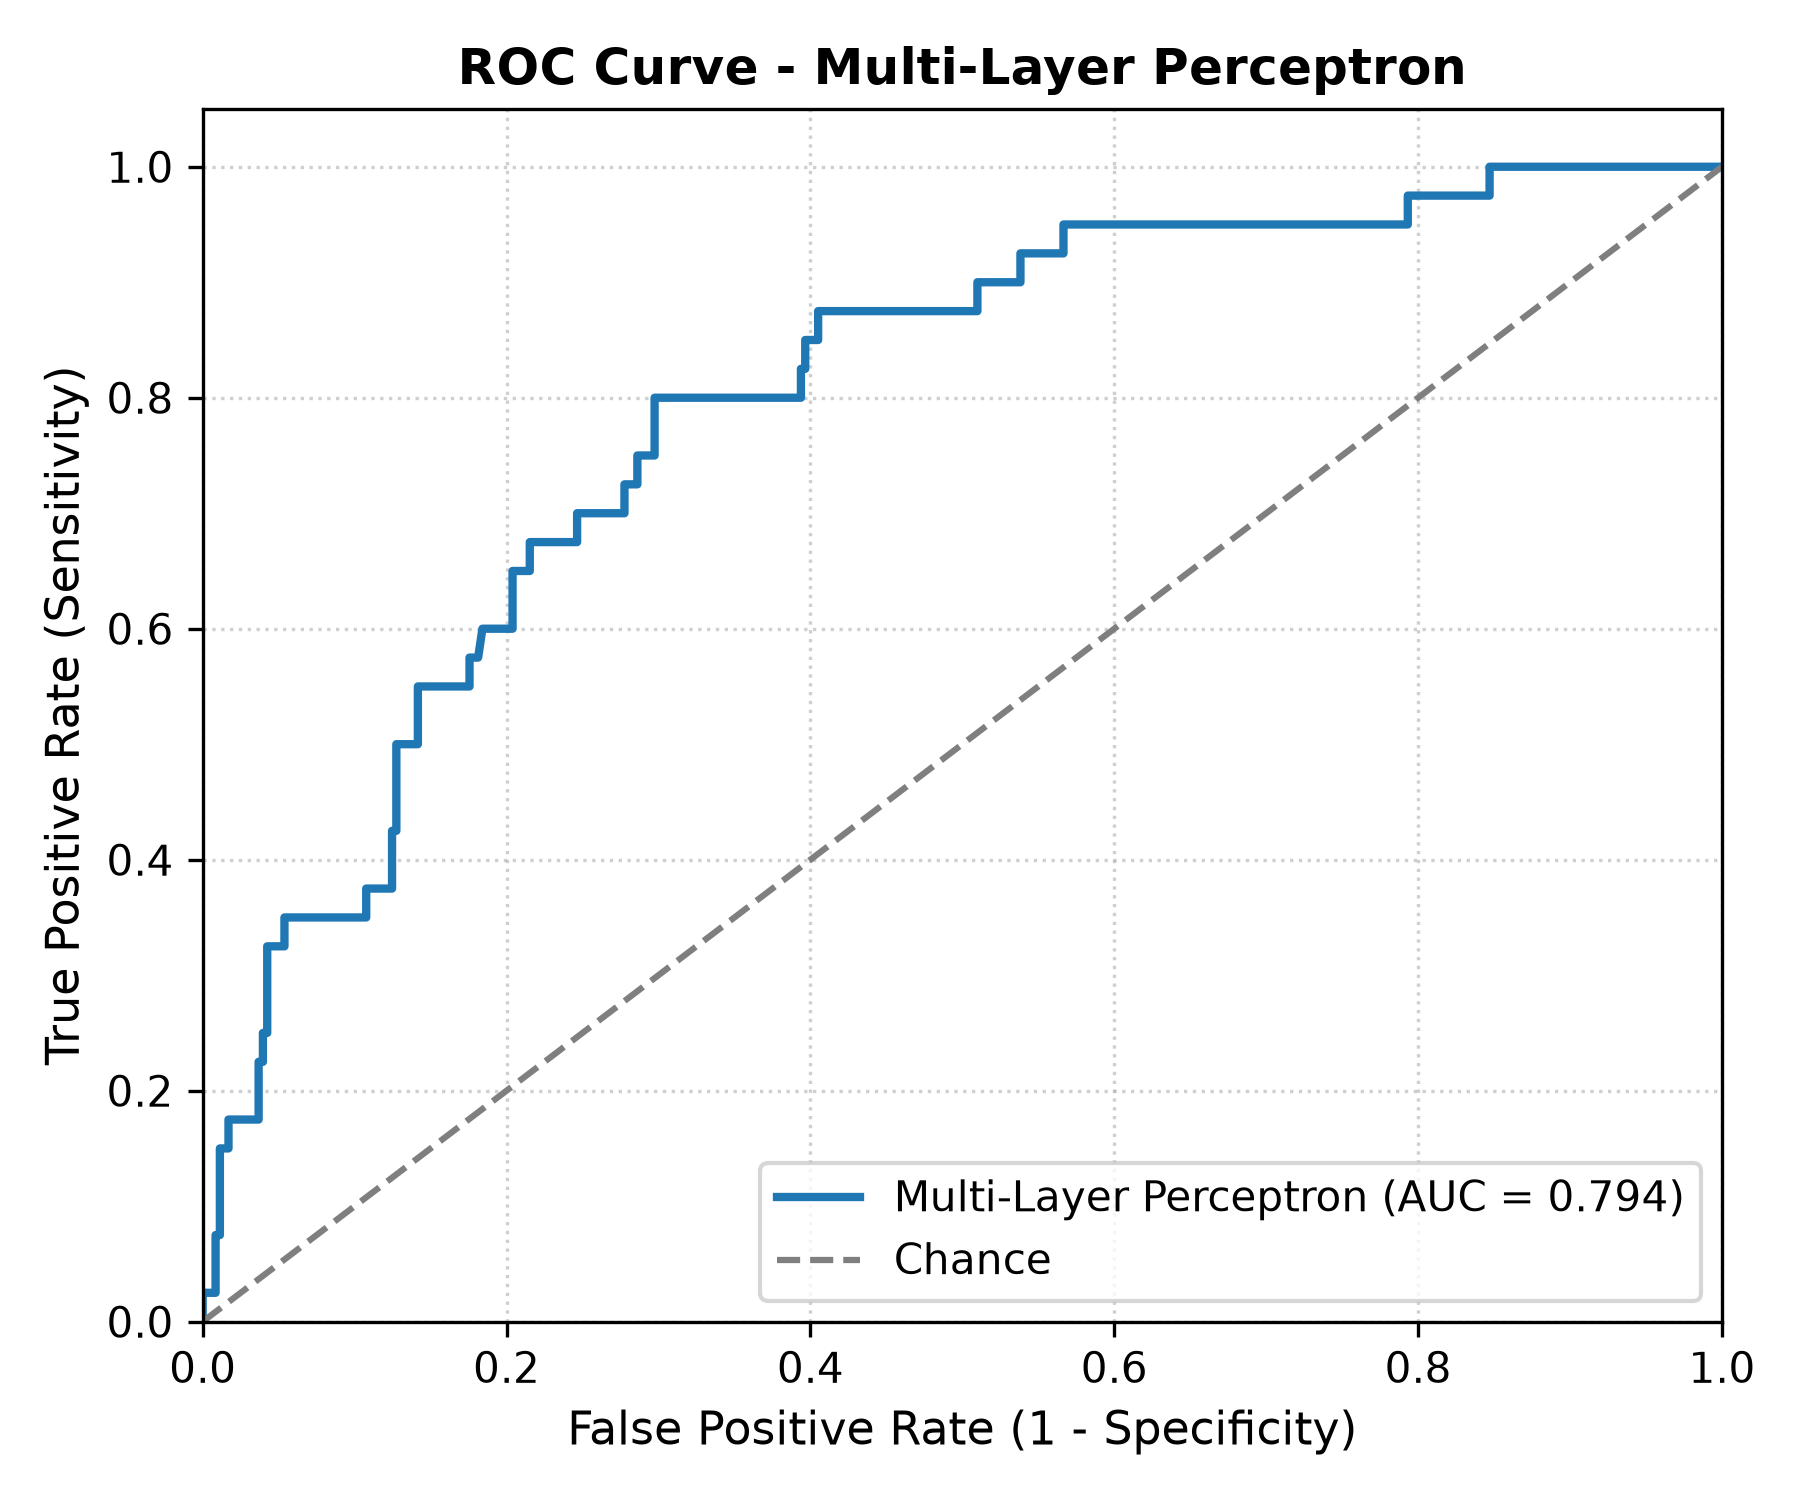 ROC Curve - Multi-Layer Perceptron
True Positive Rate (Sensitivity)
1.0
0.8
0.6
0.4
0.2
0.0
Multi-Layer Perceptron (AUC = 0.794)
Chance
0.0 0.2 0.4 0.6 0.8 1.0
False Positive Rate (1 - Specificity)